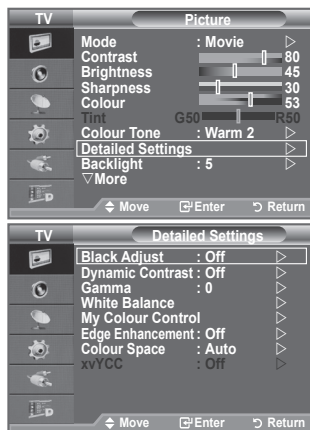 TV Picture
Mode : Movie
Contrast 80
Brightness 45
Sharpness 30
Colour 53
Tint G50 R50
Colour Tone : Warm 2
Detailed Settings
Backlight : 5
▽More
Move Enter Return
TV Detailed Settings
Black Adjust : Off
Dynamic Contrast : Off
Gamma : 0
White Balance
My Colour Control
Edge Enhancement : Off
Colour Space : Auto
xvYCC : Off
Move Enter Return